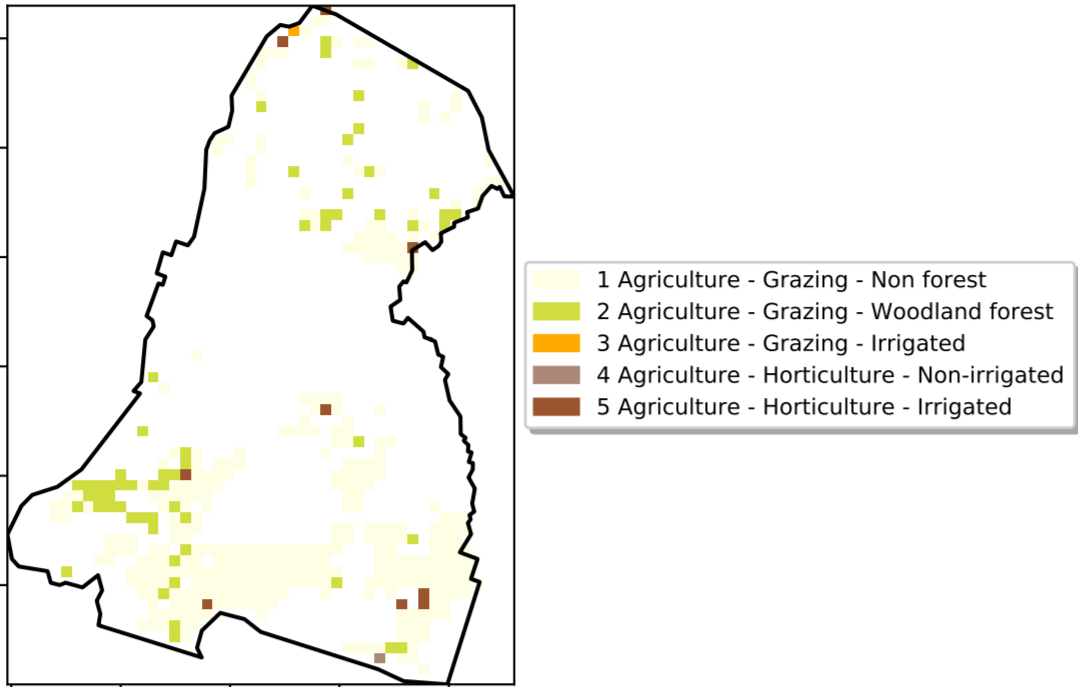 1 Agriculture - Grazing - Non forest
2 Agriculture - Grazing - Woodland forest
3 Agriculture - Grazing - Irrigated
4 Agriculture - Horticulture - Non-irrigated
5 Agriculture - Horticulture - Irrigated